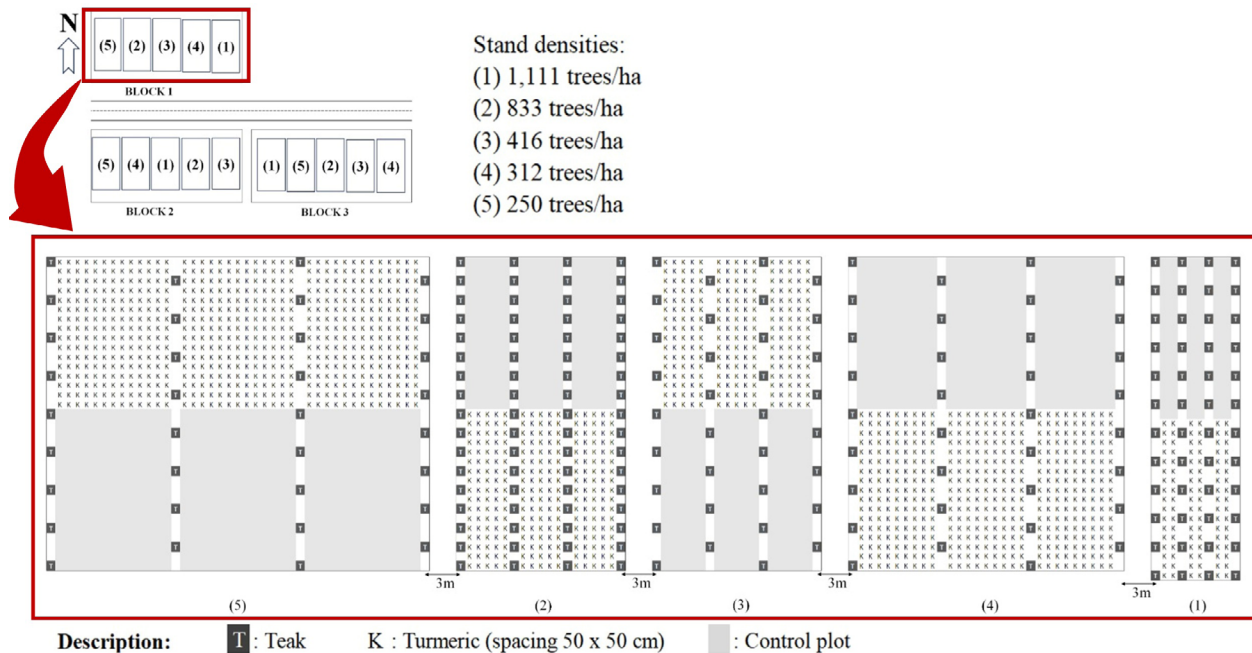 N
(5) (2) (3) (4) (1)
BLOCK 1
(5) (4) (1) (2) (3)
BLOCK 2
(1) (5) (2) (3) (4)
BLOCK 3
Stand densities:
(1) 1,111 trees/ha
(2) 833 trees/ha
(3) 416 trees/ha
(4) 312 trees/ha
(5) 250 trees/ha
3m 3m 3m 3m
(5) (2) (3) (4) (1)
Description: T : Teak K : Turmeric (spacing 50 x 50 cm) : Control plot